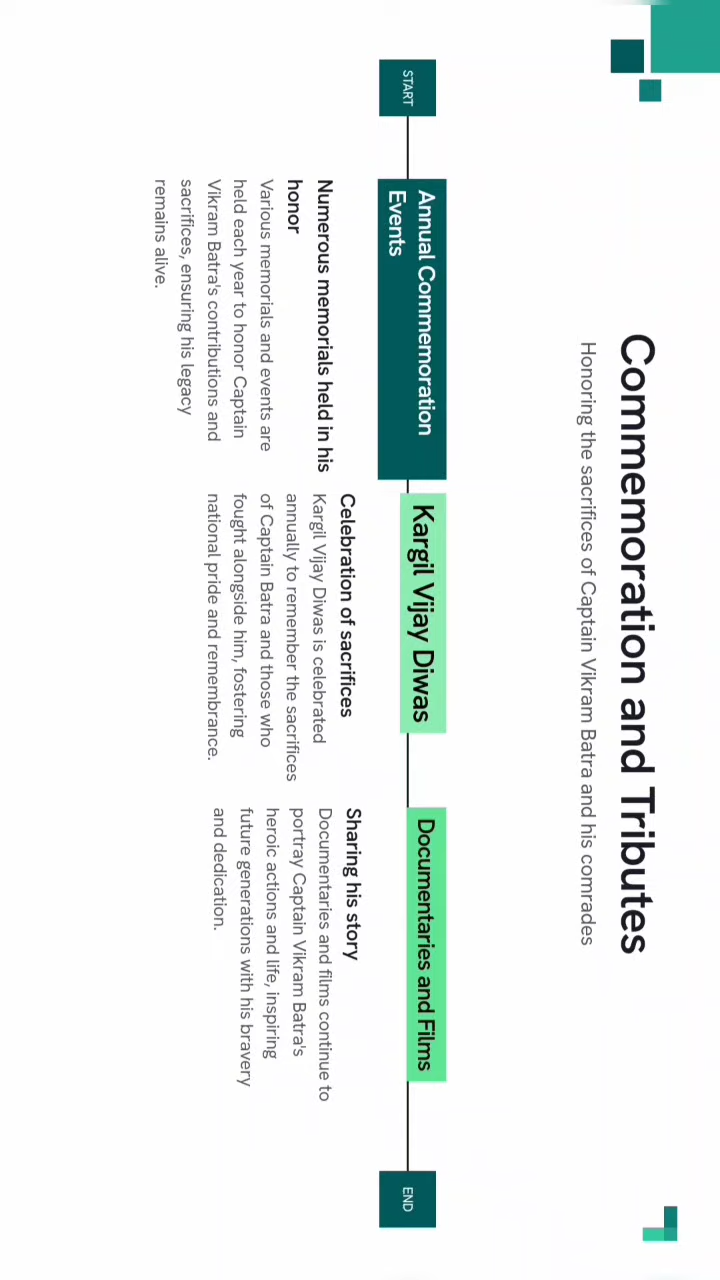 Commemoration and Tributes
Honoring the sacrifices of Captain Vikram Batra and his comrades
START
Annual Commemoration
Events
Numerous memorials held in his
honor
Various memorials and events are
held each year to honor Captain
Vikram Batra's contributions and
sacrifices, ensuring his legacy
remains alive.
Kargil Vijay Diwas
Celebration of sacrifices
Kargil Vijay Diwas is celebrated
annually to remember the sacrifices
of Captain Batra and those who
fought alongside him, fostering
national pride and remembrance.
Documentaries and Films
Sharing his story
Documentaries and films continue to
portray Captain Vikram Batra's
heroic actions and life, inspiring
future generations with his bravery
and dedication.
END